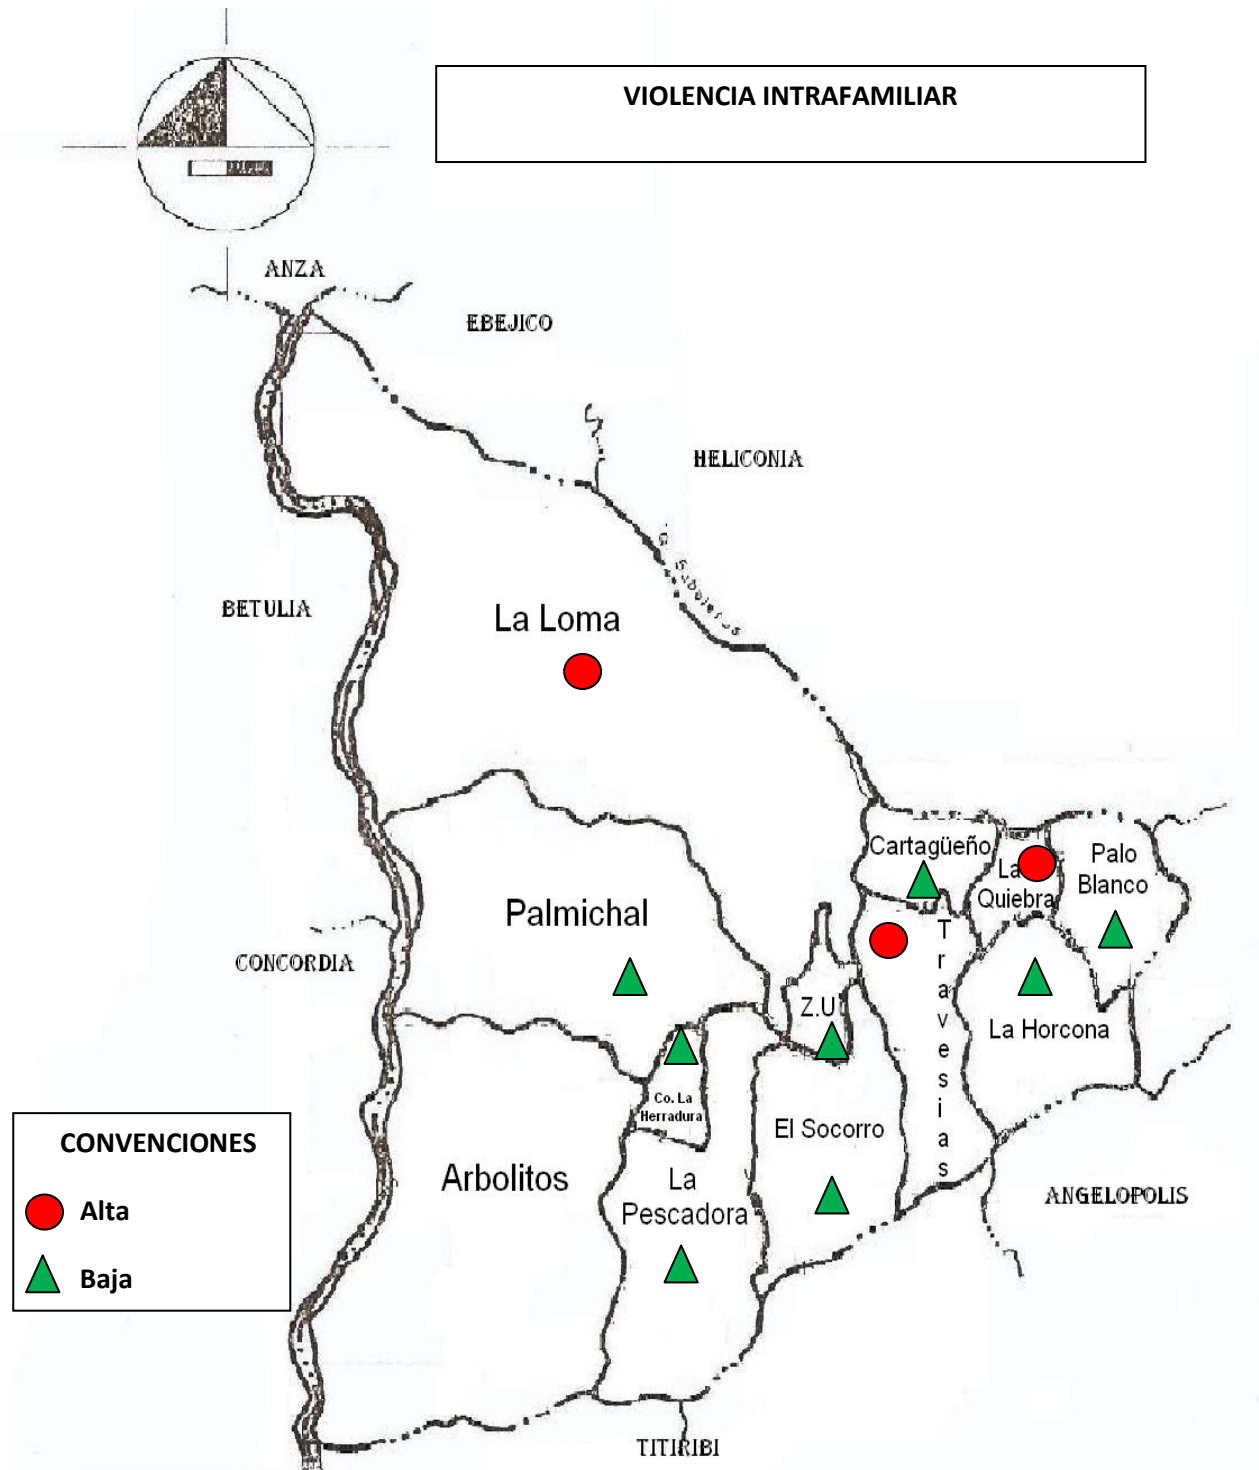 VIOLENCIA INTRAFAMILIAR
ANZA
EBEJICO
HELICONIA
BETULIA
La Loma
Cartagüeño
La
Quiebra
Palo
Blanco
Palmichal
Travesias
CONCORDIA
Z.U
La Horcona
Co. La
Herradura
El Socorro
CONVENCIONES
Alta
Baja
Arbolitos
La
Pescadora
ANGELOPOLIS
TITIRIBI